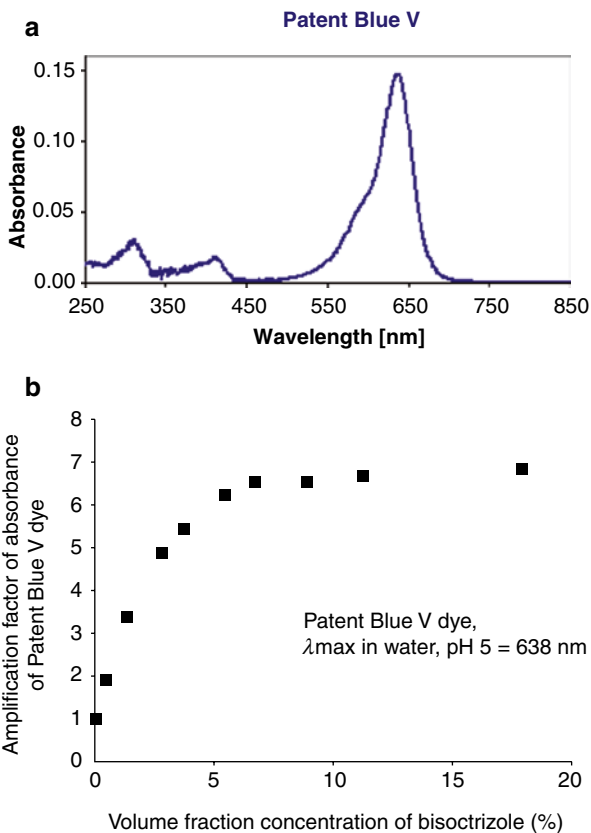 a
Patent Blue V
Absorbance
0.15
0.10
0.05
0.00
250 350 450 550 650 750 850
Wavelength [nm]
b
Amplification factor of absorbance
of Patent Blue V dye
8
7
6
5
4
3
2
1
0
Patent Blue V dye,
λmax in water, pH 5 = 638 nm
0 5 10 15 20
Volume fraction concentration of bisoctrizole (%)